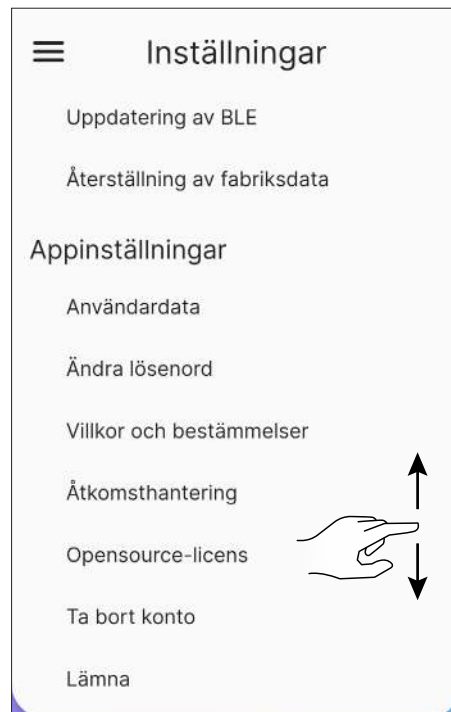 Inställningar
Uppdatering av BLE
Återställning av fabriksdata
Appinställningar
Användardata
Ändra lösenord
Villkor och bestämmelser
Åtkomsthantering
Opensource-licens
Ta bort konto
Lämna